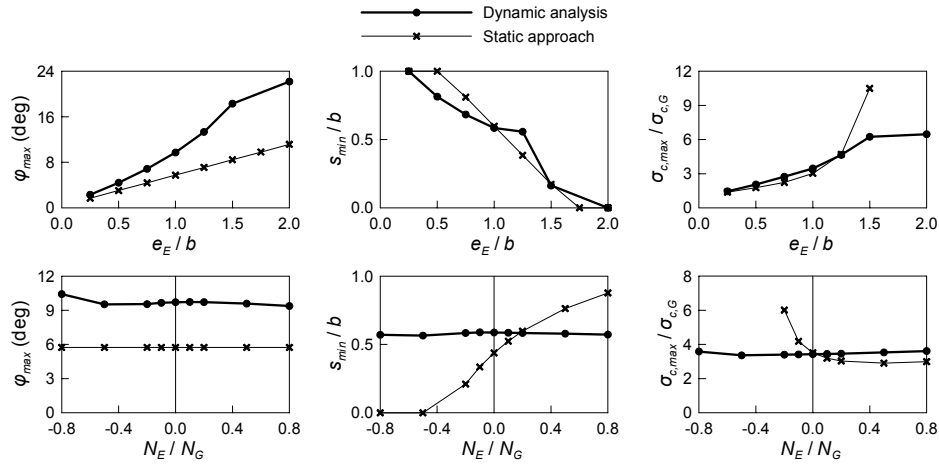 Dynamic analysis
Static approach
φmax (deg)
24
16
8
0
0.0 0.5 1.0 1.5 2.0
eE / b
smin / b
1.0
0.5
0.0
0.0 0.5 1.0 1.5 2.0
eE / b
σc,max / σc,G
12
9
6
3
0
0.0 0.5 1.0 1.5 2.0
eE / b
φmax (deg)
12
9
6
3
0
-0.8 -0.4 0.0 0.4 0.8
NE / NG
smin / b
1.0
0.5
0.0
-0.8 -0.4 0.0 0.4 0.8
NE / NG
σc,max / σc,G
8
6
4
2
0
-0.8 -0.4 0.0 0.4 0.8
NE / NG